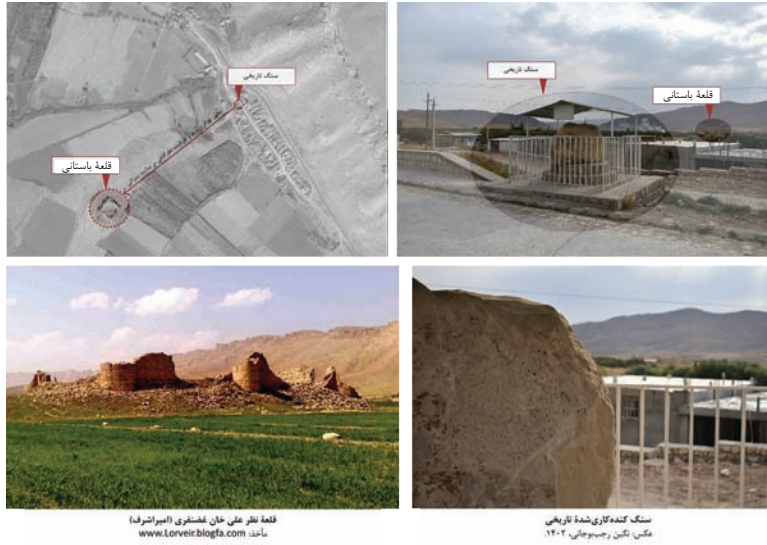 سنگ تاریخی
قلعهٔ باستانی
سنگ تاریخی
قلعهٔ باستانی
سنگ کنده‌کاری‌شدهٔ تاریخی
عکس: نگین رجب‌بوجانی، ۱۴۰۲.
قلعهٔ نظر علی خان غضنفری (امیراشرف)
مأخذ: www.Lorveir.blogfa.com